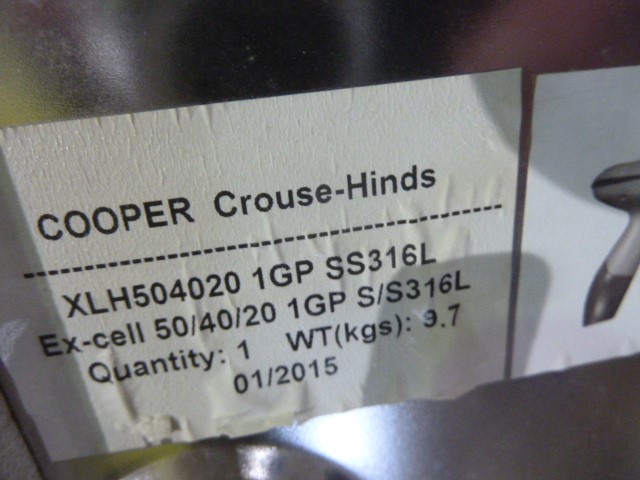 COOPER Crouse-Hinds
XLH504020 1GP SS316L
Ex-cell 50/40/20 1GP S/S316L
Quantity: 1 WT(kgs): 9.7
01/2015